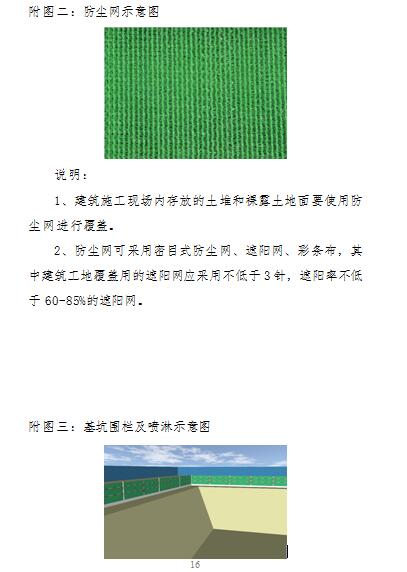 附图二：防尘网示意图
说明：
1、建筑施工现场内存放的土堆和裸露土地面要使用防
尘网进行覆盖。
2、防尘网可采用密目式防尘网、遮阳网、彩条布，其
中建筑工地覆盖用的遮阳网应采用不低于3针，遮阳率不低
于60-85%的遮阳网。
附图三：基坑围栏及喷淋示意图
16